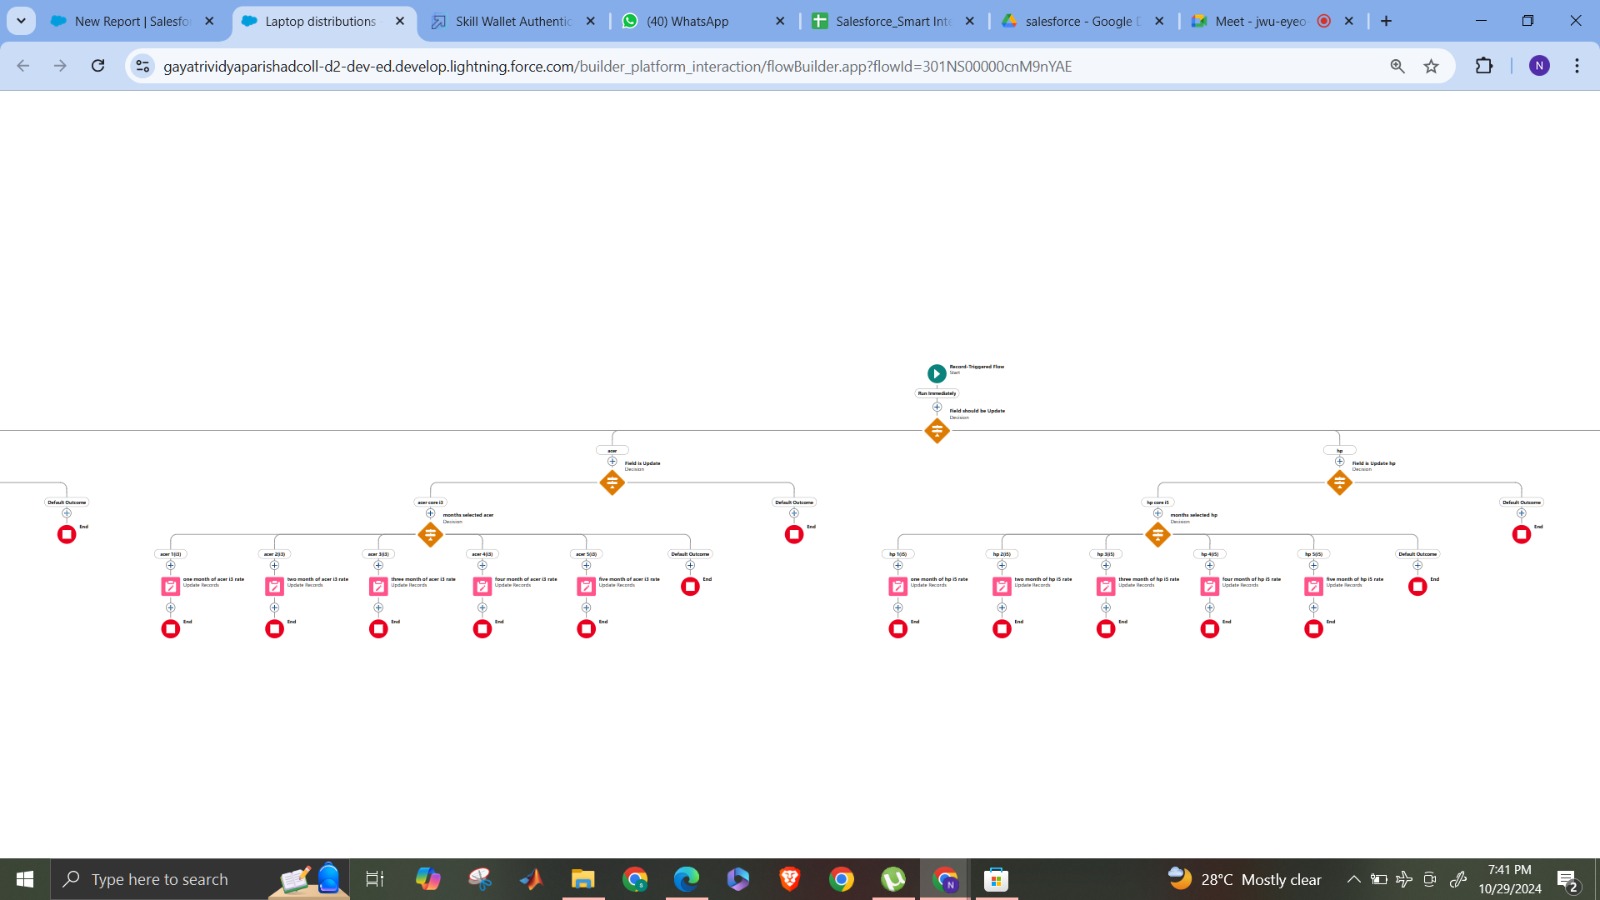 New Report | Salesfo
Laptop distributions -
Skill Wallet Authentic
(40) WhatsApp
Salesforce_Smart Inte
salesforce - Google D
Meet - jwu-eyeo
gayatrividyaparishadcoll-d2-dev-ed.develop.lightning.force.com/builder_platform_interaction/flowBuilder.app?flowId=301NS00000cnM9nYAE
N
Record-Triggered Flow
Start
Run Immediately
Field should be Update
Decision
acer
hp
Field is Update
Decision
Field is Update hp
Decision
Default Outcome
acer core i3
Default Outcome
hp core i5
Default Outcome
End
months selected acer
Decision
End
months selected hp
Decision
End
acer 1(i3)
acer 2(i3)
acer 3(i3)
acer 4(i3)
acer 5(i3)
Default Outcome
hp 1(i5)
hp 2(i5)
hp 3(i5)
hp 4(i5)
hp 5(i5)
Default Outcome
one month of acer i3 rate
Update Records
two month of acer i3 rate
Update Records
three month of acer i3 rate
Update Records
four month of acer i3 rate
Update Records
five month of acer i3 rate
Update Records
End
one month of hp i5 rate
Update Records
two month of hp i5 rate
Update Records
three month of hp i5 rate
Update Records
four month of hp i5 rate
Update Records
five month of hp i5 rate
Update Records
End
End
End
End
End
End
End
End
End
End
End
Type here to search
28°C Mostly clear
7:41 PM
10/29/2024
2